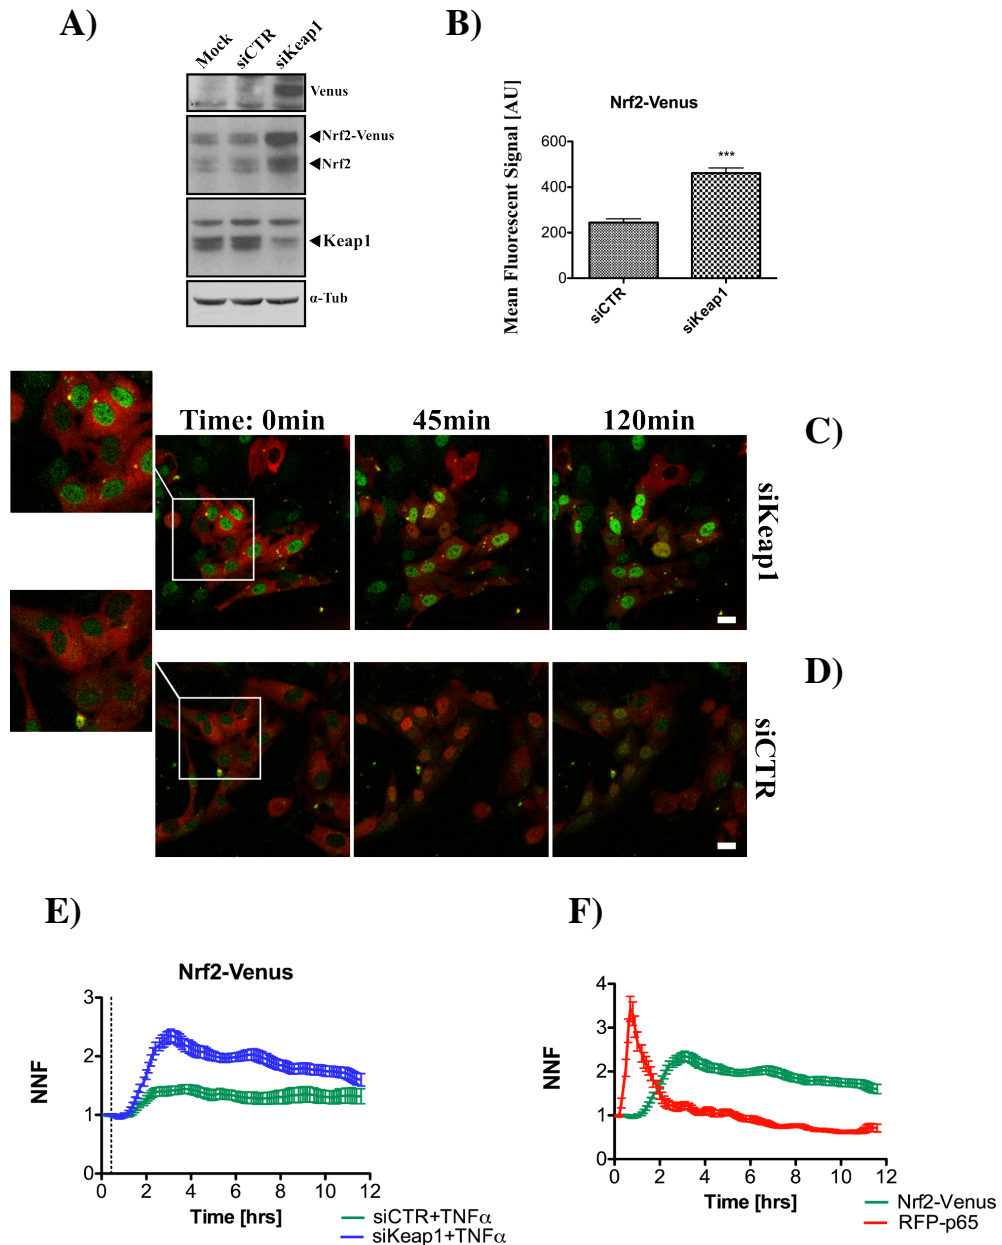 A)
Mock
siCTR
siKeap1
Venus
Nrf2-Venus
Nrf2
Keap1
α-Tub
B)
Nrf2-Venus
Mean Fluorescent Signal [AU]
600
400
200
0
***
siCTR
siKeap1
Time: 0min
45min
120min
C)
siKeap1
D)
siCTR
E)
Nrf2-Venus
NNF
3
2
1
0
0 2 4 6 8 10 12
Time [hrs]
siCTR+TNFα
siKeap1+TNFα
F)
NNF
4
3
2
1
0
0 2 4 6 8 10 12
Time [hrs]
Nrf2-Venus
RFP-p65